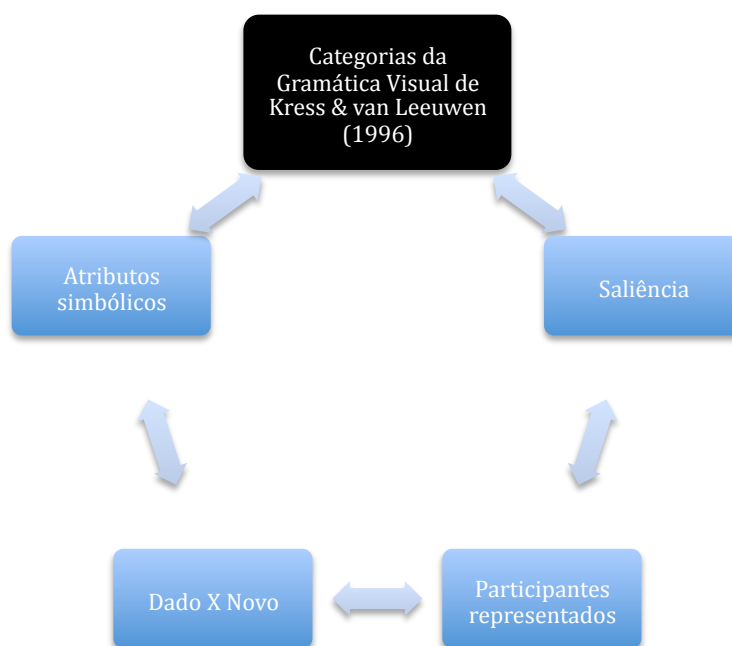 Categorias da
Gramática Visual de
Kress & van Leeuwen
(1996)
Atributos
simbólicos
Saliência
Dado X Novo
Participantes
representados